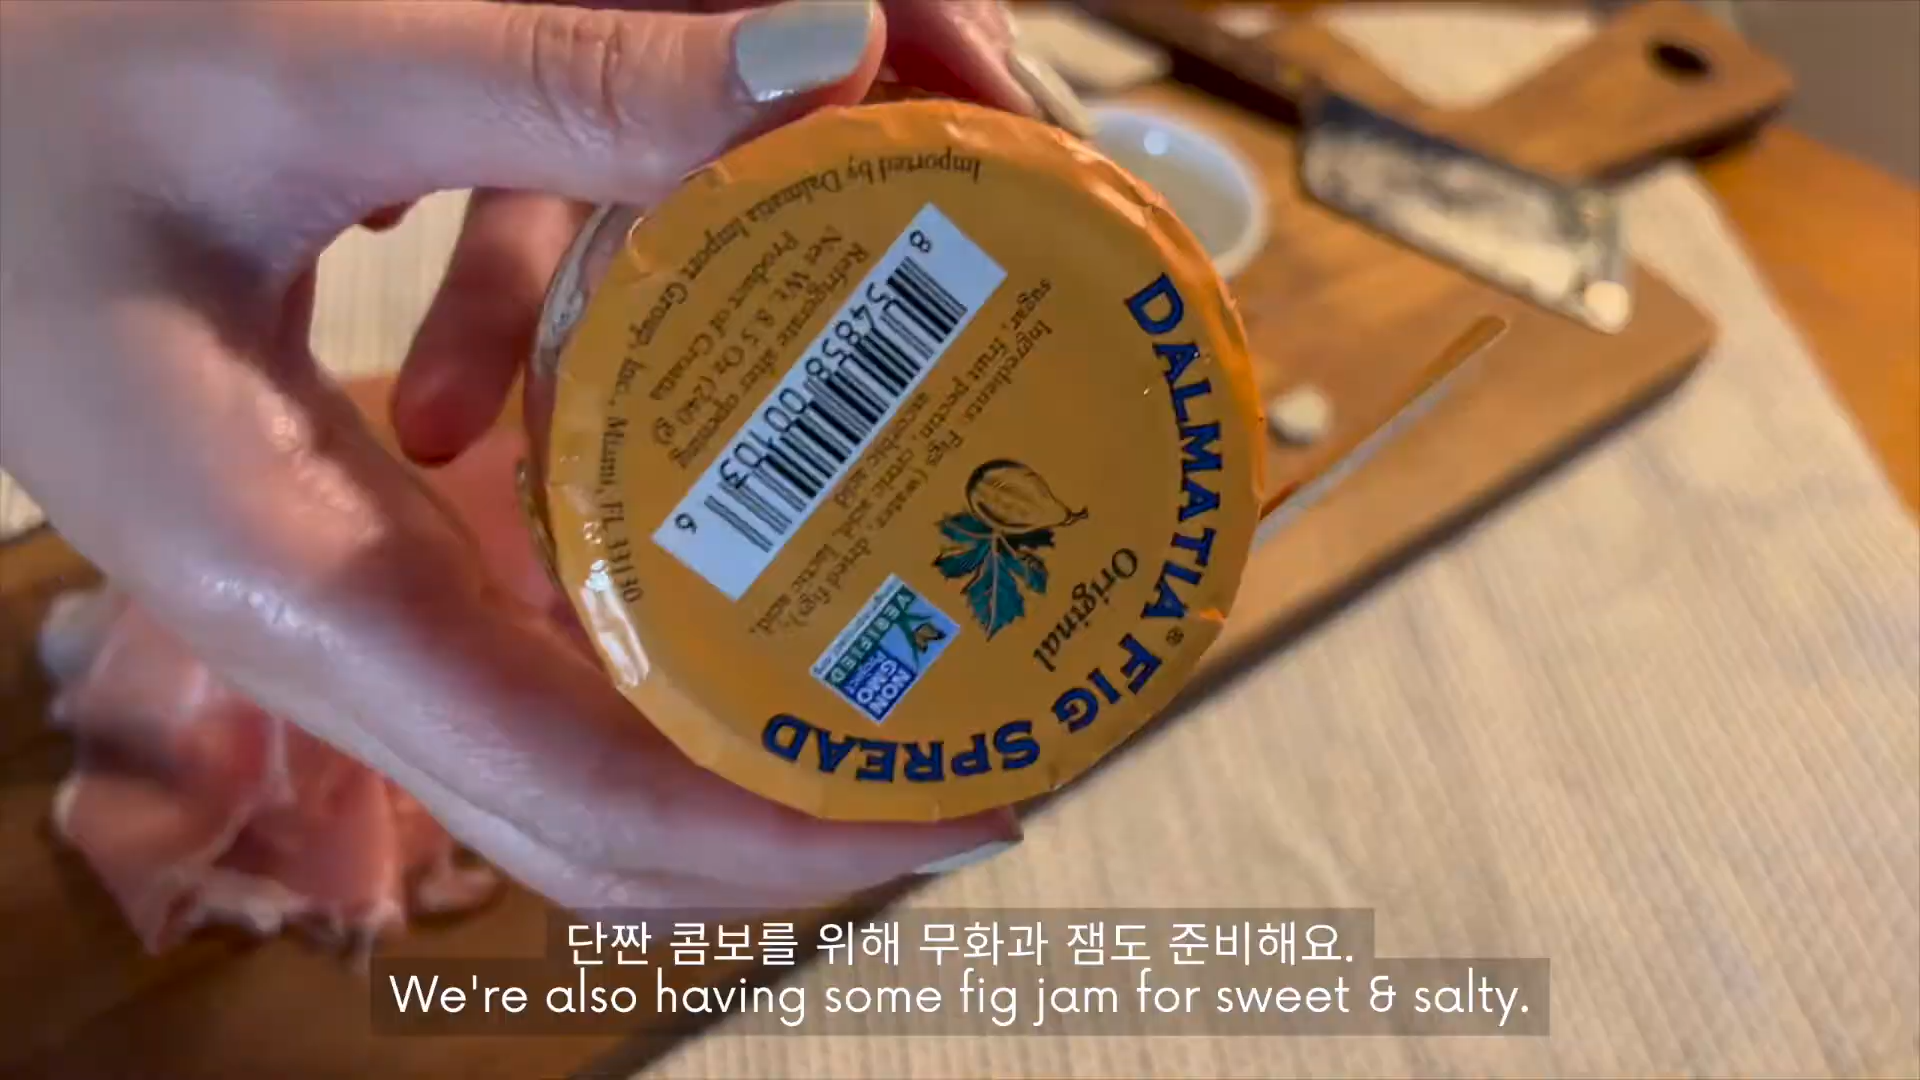 DALMATIA® FIG SPREAD
Original
Ingredients: Figs (water, dried figs),
sugar, fruit pectin, citric acid, lactic acid,
ascorbic acid
NON
GMO
PROJECT
VERIFIED
8 54858 00103 6
Refrigerate after opening
Net Wt. 8.5 Oz (240 g)
Product of Croatia
Imported by Dalmatia Import Group, Inc., Miami, FL 33130
단짠 콤보를 위해 무화과 잼도 준비해요.
We're also having some fig jam for sweet & salty.